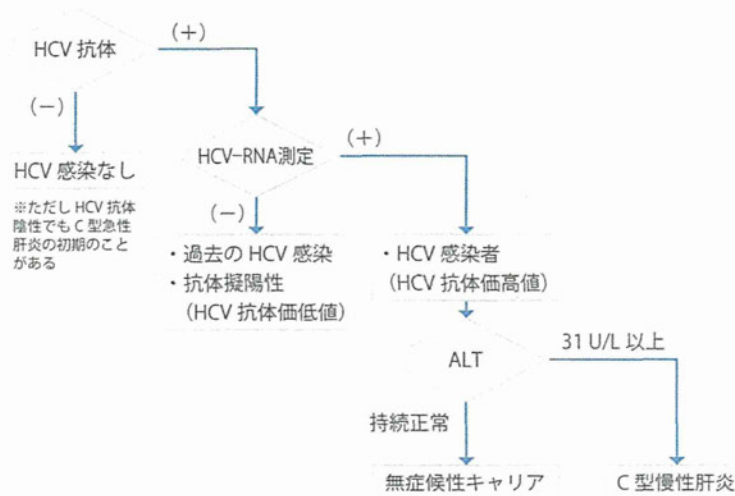 HCV 抗体
(+)
(-)
HCV 感染なし
※ただし HCV 抗体
陰性でも C 型急性
肝炎の初期のこと
がある
HCV-RNA測定
(+)
(-)
・過去の HCV 感染
・抗体擬陽性
(HCV 抗体価低値)
・HCV 感染者
(HCV 抗体価高値)
ALT
31 U/L 以上
持続正常
無症候性キャリア
C 型慢性肝炎